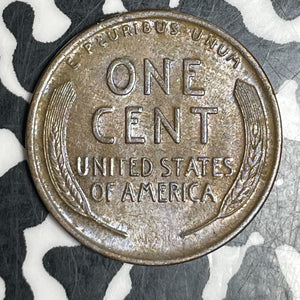 E PLURIBUS UNUM
ONE
CENT
UNITED STATES
OF AMERICA